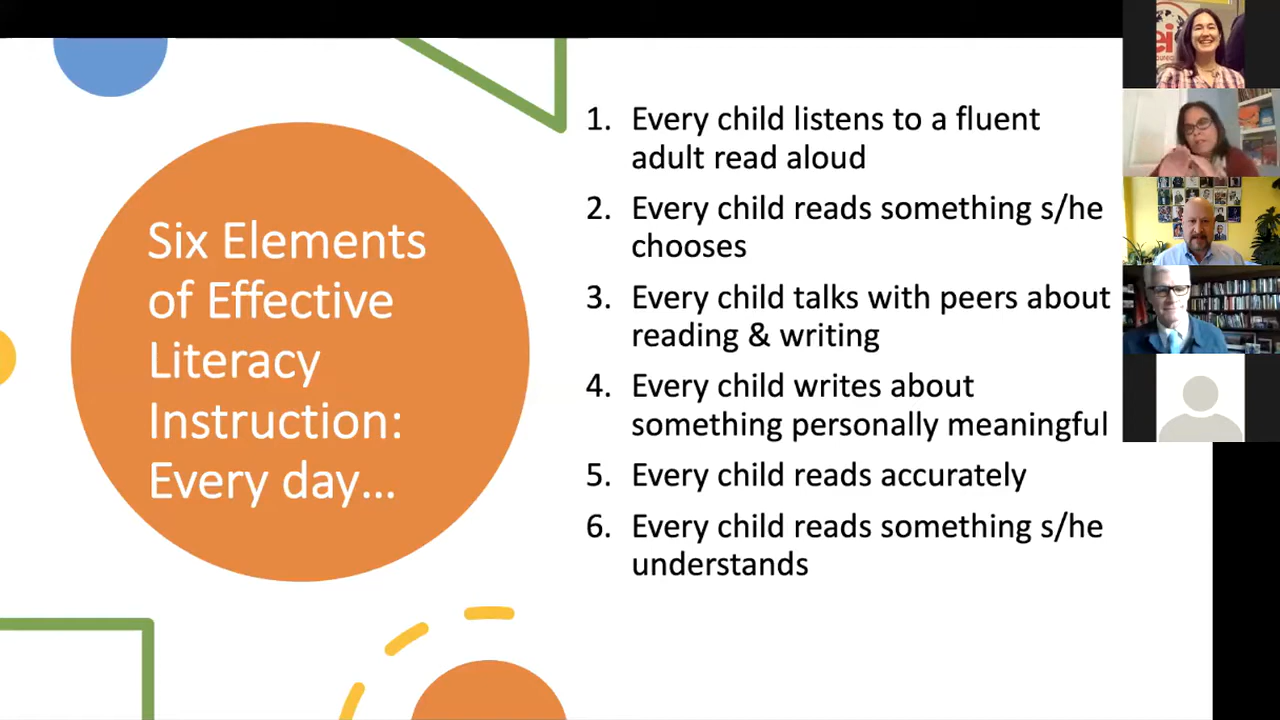 Six Elements
of Effective
Literacy
Instruction:
Every day...
1. Every child listens to a fluent
adult read aloud
2. Every child reads something s/he
chooses
3. Every child talks with peers about
reading & writing
4. Every child writes about
something personally meaningful
5. Every child reads accurately
6. Every child reads something s/he
understands
ei